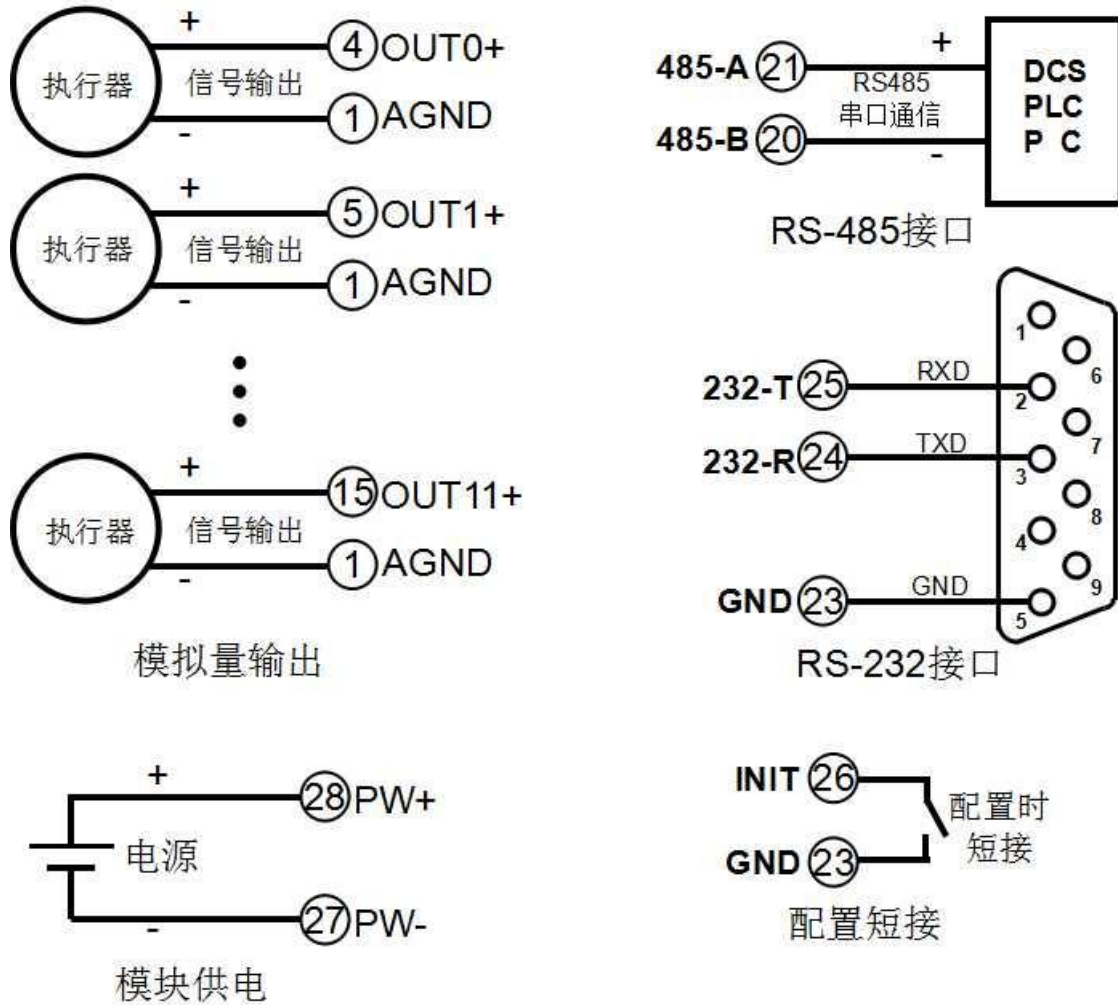 +
执行器
信号输出
-
4 OUT0+
1 AGND
+
执行器
信号输出
-
5 OUT1+
1 AGND
+
执行器
信号输出
-
15 OUT11+
1 AGND
模拟量输出
+
电源
-
28 PW+
27 PW-
模块供电
485-A 21
+
RS485
串口通信
485-B 20
-
DCS
PLC
P C
RS-485接口
232-T 25 RXD
232-R 24 TXD
GND 23 GND
1
2
3
4
5
6
7
8
9
RS-232接口
INIT 26
GND 23
配置时
短接
配置短接